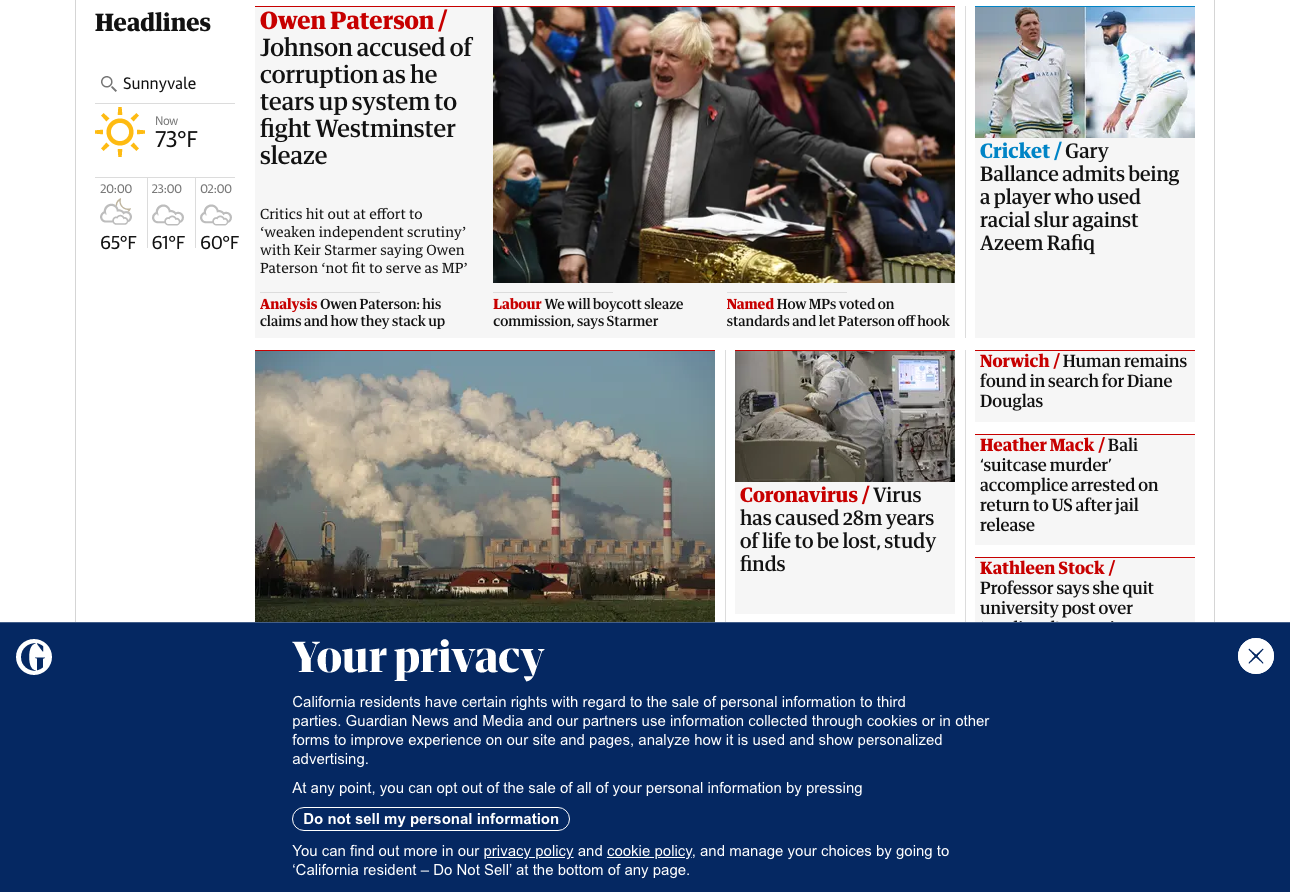 Headlines
Sunnyvale
Now
73°F
20:00
23:00
02:00
65°F
61°F
60°F
Owen Paterson /
Johnson accused of
corruption as he
tears up system to
fight Westminster
sleaze
Critics hit out at effort to
‘weaken independent scrutiny’
with Keir Starmer saying Owen
Paterson ‘not fit to serve as MP’
Analysis Owen Paterson: his
claims and how they stack up
Labour We will boycott sleaze
commission, says Starmer
Named How MPs voted on
standards and let Paterson off hook
Cricket / Gary
Ballance admits being
a player who used
racial slur against
Azeem Rafiq
Coronavirus / Virus
has caused 28m years
of life to be lost, study
finds
Norwich / Human remains
found in search for Diane
Douglas
Heather Mack / Bali
‘suitcase murder’
accomplice arrested on
return to US after jail
release
Kathleen Stock /
Professor says she quit
university post over
Your privacy
California residents have certain rights with regard to the sale of personal information to third
parties. Guardian News and Media and our partners use information collected through cookies or in other
forms to improve experience on our site and pages, analyze how it is used and show personalized
advertising.
At any point, you can opt out of the sale of all of your personal information by pressing
Do not sell my personal information
You can find out more in our privacy policy and cookie policy, and manage your choices by going to
‘California resident – Do Not Sell’ at the bottom of any page.